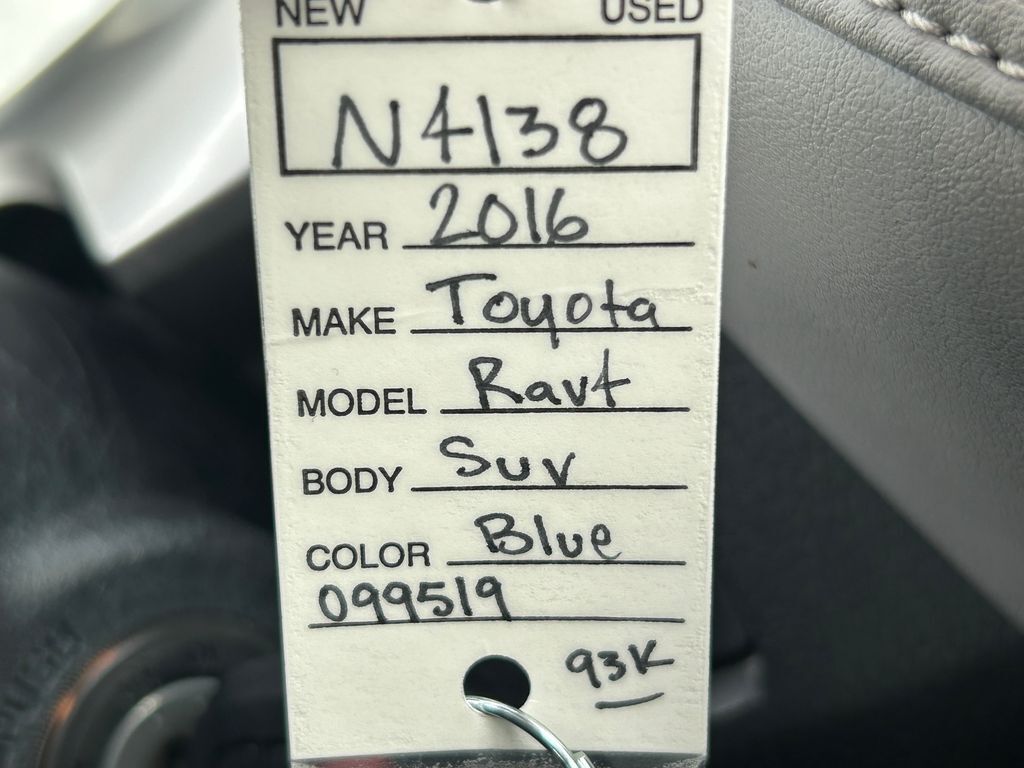 NEW USED
N4138
YEAR 2016
MAKE Toyota
MODEL Rav4
BODY Suv
COLOR Blue
099519
93K